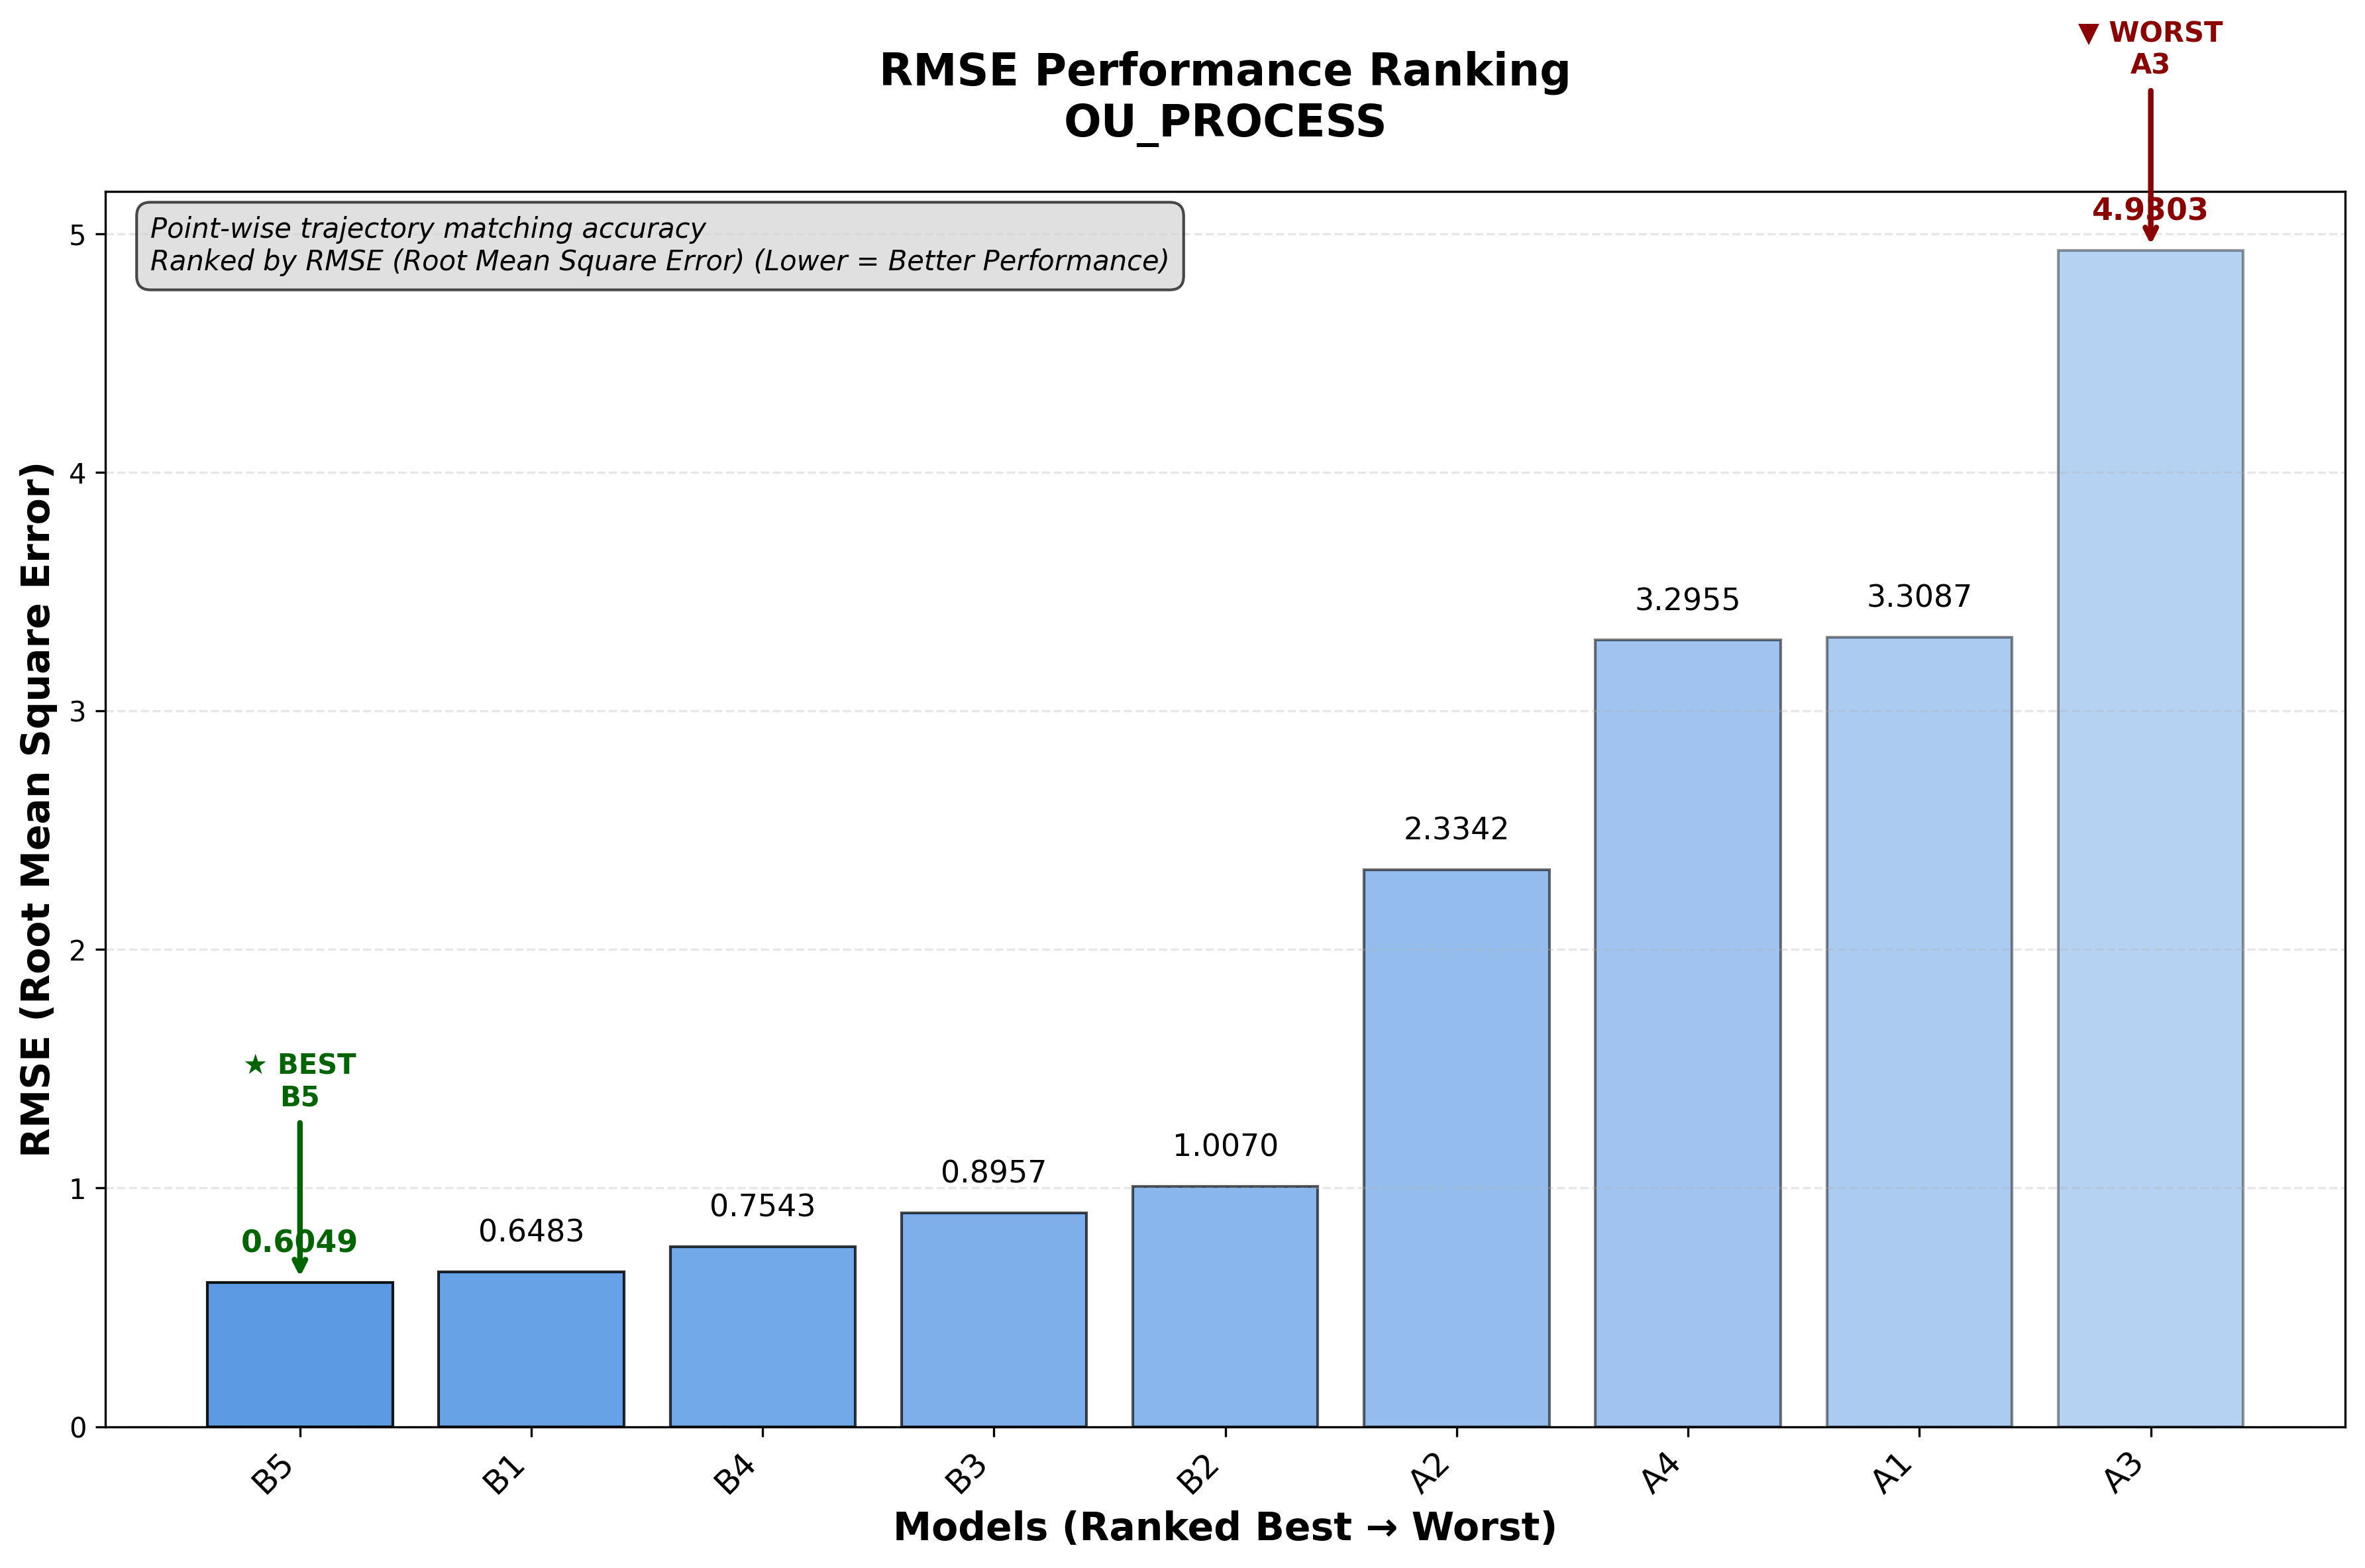 ▼ WORST
A3
RMSE Performance Ranking
OU_PROCESS
Point-wise trajectory matching accuracy
Ranked by RMSE (Root Mean Square Error) (Lower = Better Performance)
RMSE (Root Mean Square Error)
5
4
3
2
1
0
4.9303
3.3087
3.2955
2.3342
1.0070
0.8957
0.7543
0.6483
★ BEST
B5
0.6049
B5
B1
B4
B3
B2
A2
A4
A1
A3
Models (Ranked Best → Worst)